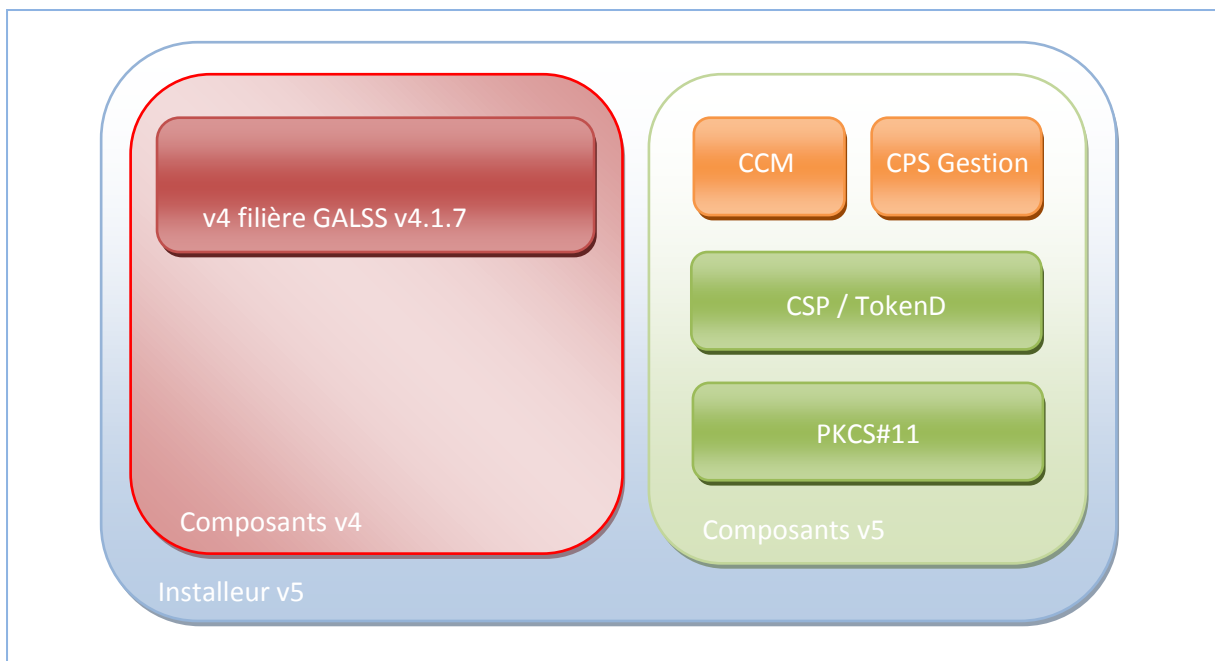 v4 filière GALSS v4.1.7
Composants v4
CCM
CPS Gestion
CSP / TokenD
PKCS#11
Composants v5
Installeur v5